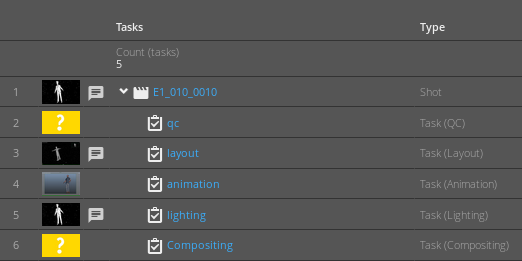 Tasks Type
Count (tasks)
5
1 E1_010_0010 Shot
2 ? qc Task (QC)
3 layout Task (Layout)
4 animation Task (Animation)
5 lighting Task (Lighting)
6 ? Compositing Task (Compositing)